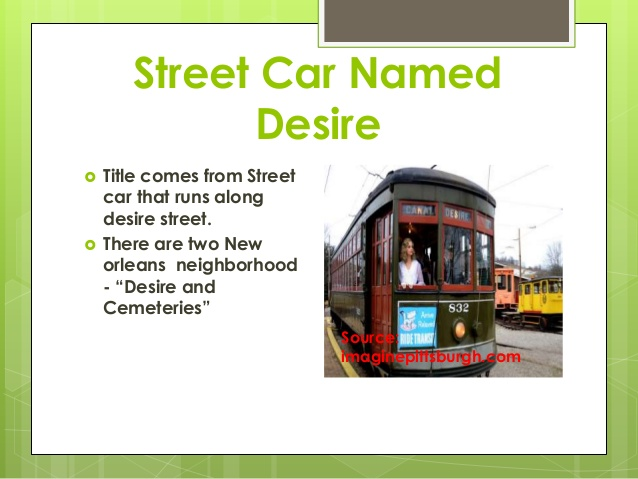 Street Car Named
Desire
Title comes from Street
car that runs along
desire street.
There are two New
orleans neighborhood
- “Desire and
Cemeteries”
CANAL DESIRE
832
RIDE TRANSIT
Source:
Imaginepittsburgh.com